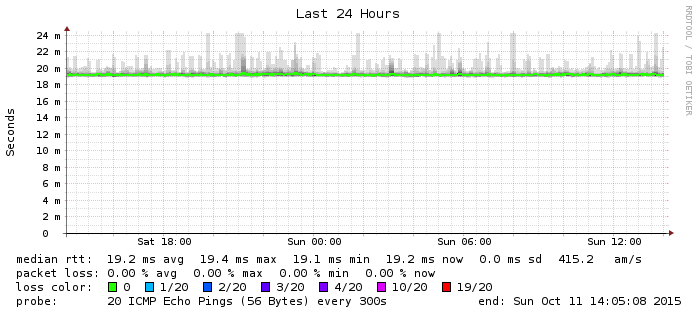 Last 24 Hours
RRDTOOL / TOBI OETIKER
Seconds
24 m
22 m
20 m
18 m
16 m
14 m
12 m
10 m
8 m
6 m
4 m
2 m
0
Sat 18:00 Sun 00:00 Sun 06:00 Sun 12:00
median rtt: 19.2 ms avg 19.4 ms max 19.1 ms min 19.2 ms now 0.0 ms sd 415.2 am/s
packet loss: 0.00 % avg 0.00 % max 0.00 % min 0.00 % now
loss color: 0 1/20 2/20 3/20 4/20 10/20 19/20
probe: 20 ICMP Echo Pings (56 Bytes) every 300s end: Sun Oct 11 14:05:08 2015